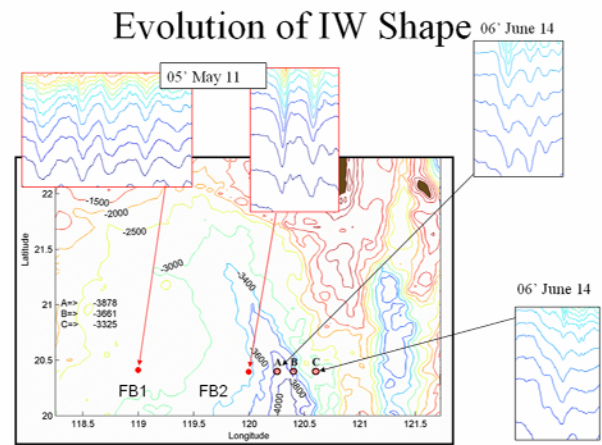 Evolution of IW Shape
06' June 14
05' May 11
-1500
-2000
-2500
-3000
-3400
-3600
-3800
-4000
22
21.5
21
20.5
20
Latitude
A=> -3878
B=> -3661
C=> -3325
A B C
FB1 FB2
118.5 119 119.5 120 120.5 121 121.5
Longitude
06' June 14